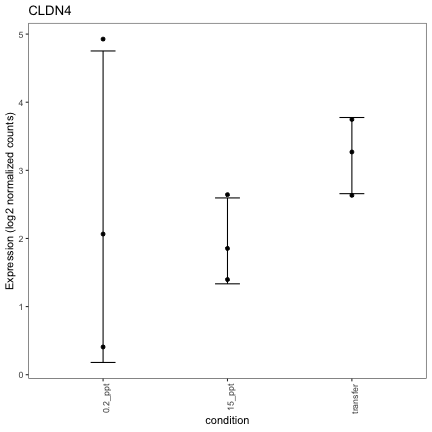 CLDN4
Expression (log2 normalized counts)
5
4
3
2
1
0
0.2_ppt
15_ppt
transfer
condition